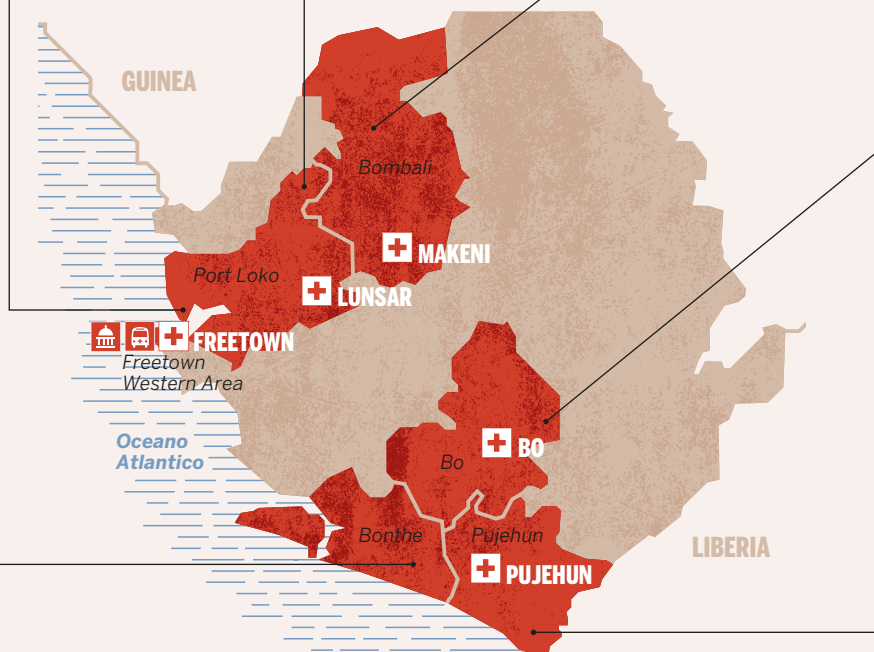 GUINEA
Bombali
MAKENI
Port Loko
LUNSAR
FREETOWN
Freetown
Western Area
Oceano
Atlantico
BO
Bo
Bonthe
Pujehun
LIBERIA
PUJEHUN